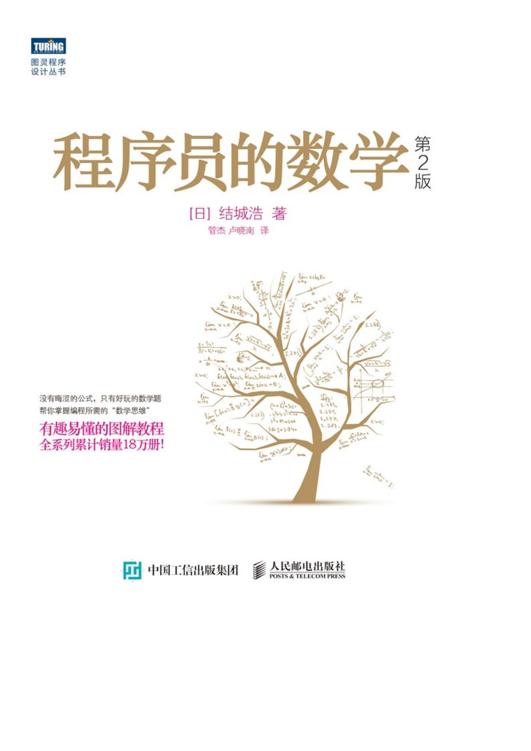 TURING
图灵程序
设计丛书
程序员的数学 第2版
[日] 结城浩 著
管杰 卢晓南 译
没有晦涩的公式，只有好玩的数学题
帮你掌握编程所需的“数学思维”
有趣易懂的图解教程
全系列累计销量18万册！
中国工信出版集团
人民邮电出版社
POSTS & TELECOM PRESS